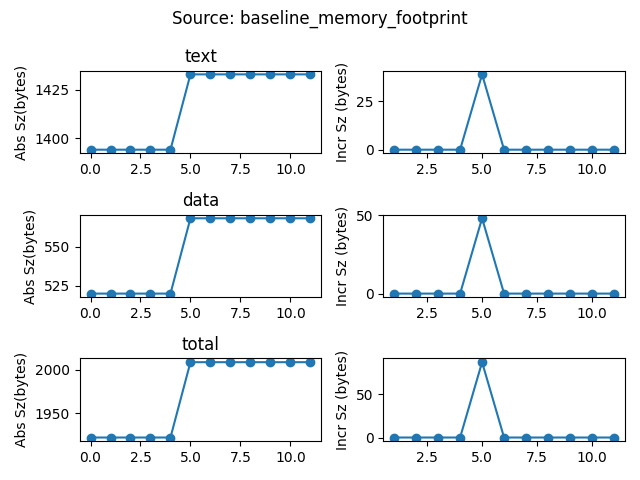 Source: baseline_memory_footprint
text
Abs Sz(bytes)
1425
1400
0.0 2.5 5.0 7.5 10.0
Incr Sz (bytes)
25
0
2.5 5.0 7.5 10.0
data
Abs Sz(bytes)
550
525
0.0 2.5 5.0 7.5 10.0
Incr Sz (bytes)
50
0
2.5 5.0 7.5 10.0
total
Abs Sz(bytes)
2000
1950
0.0 2.5 5.0 7.5 10.0
Incr Sz (bytes)
50
0
2.5 5.0 7.5 10.0